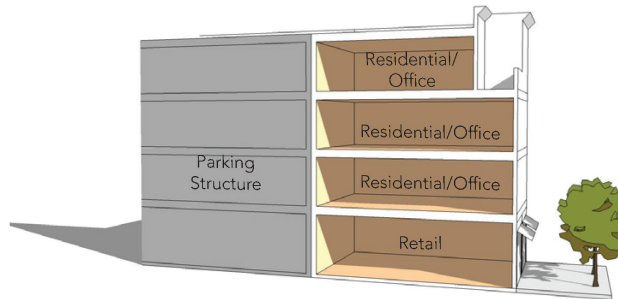 Residential/
Office
Residential/Office
Parking
Structure
Residential/Office
Retail